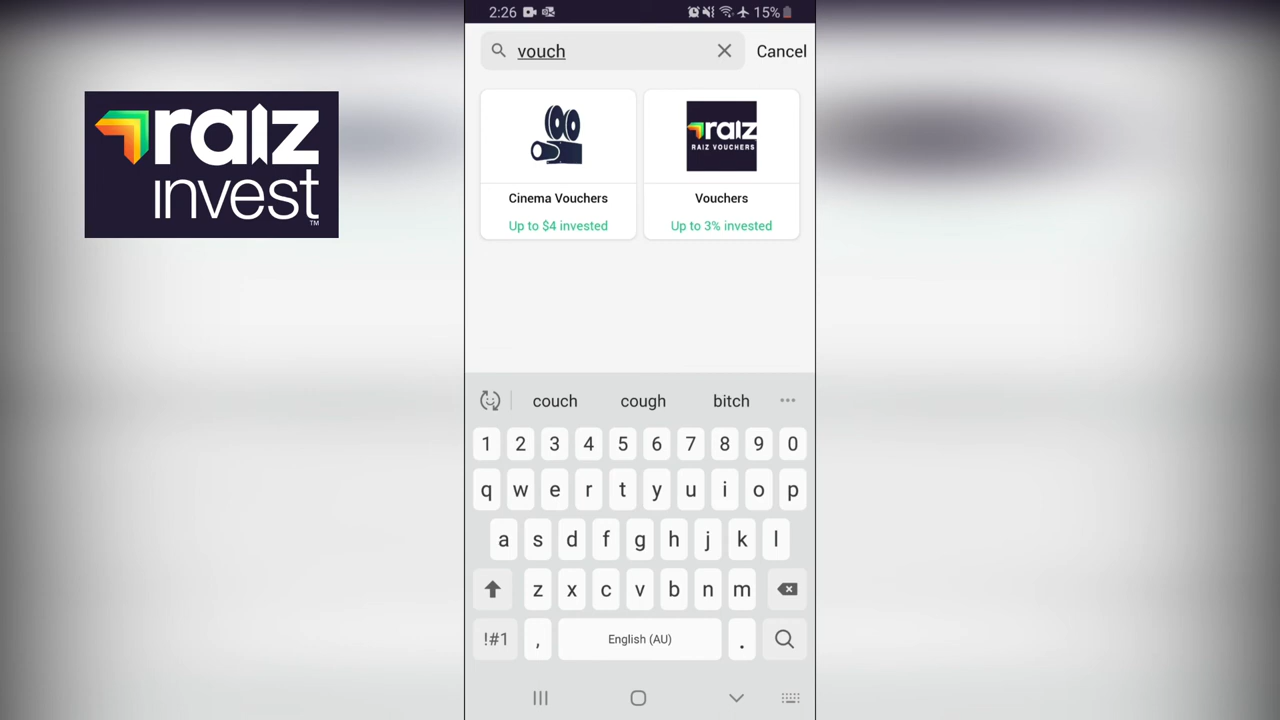 raiz
invest™
2:26 15%
vouch Cancel
raiz
RAIZ VOUCHERS
Cinema Vouchers Vouchers
Up to $4 invested Up to 3% invested
couch cough bitch ...
1 2 3 4 5 6 7 8 9 0
q w e r t y u i o p
a s d f g h j k l
z x c v b n m
!#1 , English (AU) .